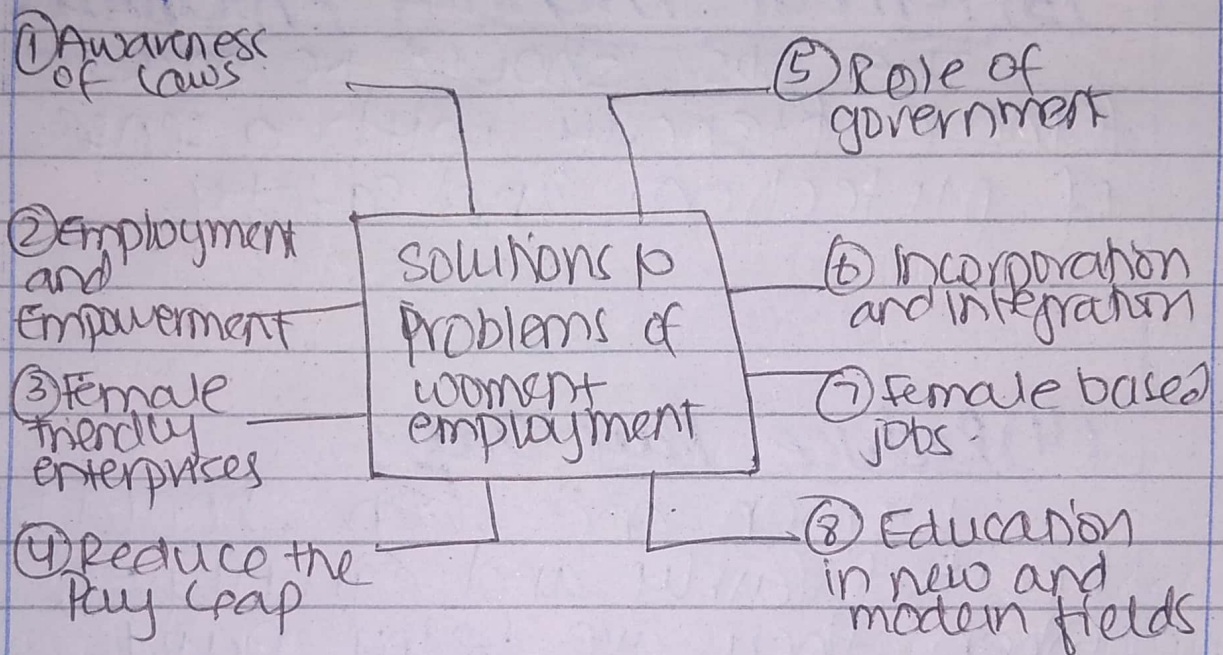 ① Awareness
of Laws
② Employment
and
Empowerment
③ Female
friendly
enterprises
④ Reduce the
Pay Gap
solutions to
problems of
woment
employment
⑤ Role of
government
⑥ incorporation
and integration
⑦ female based
jobs.
⑧ Education
in new and
modern fields